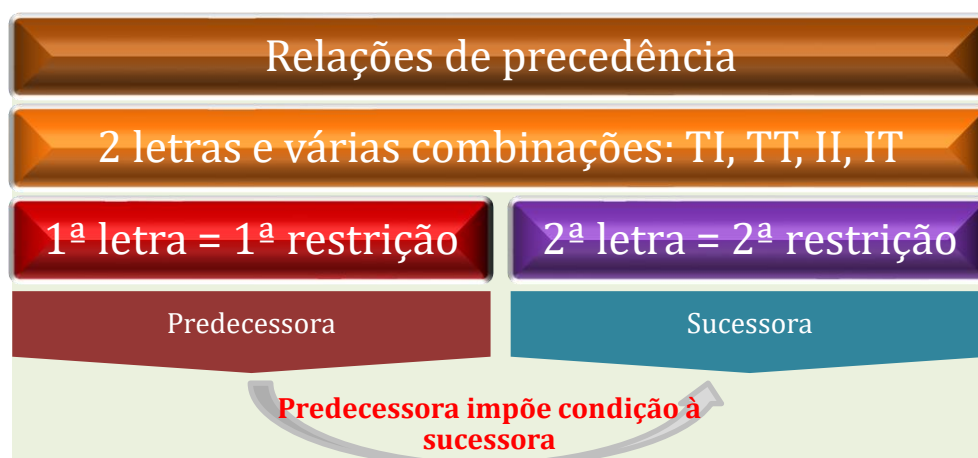 Relações de precedência
2 letras e várias combinações: TI, TT, II, IT
1ª letra = 1ª restrição
2ª letra = 2ª restrição
Predecessora
Sucessora
Predecessora impõe condição à
sucessora